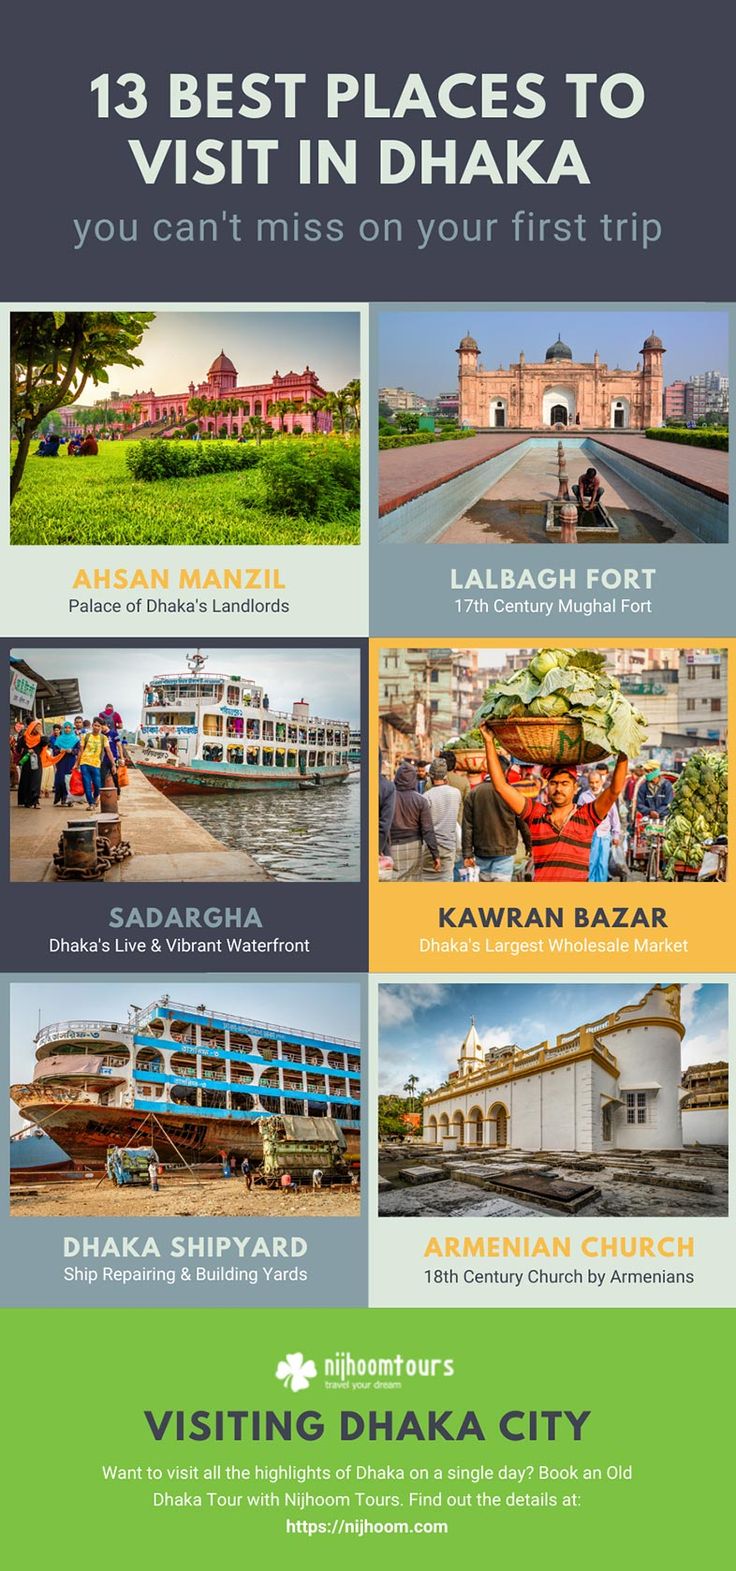 13 BEST PLACES TO
VISIT IN DHAKA
you can't miss on your first trip
AHSAN MANZIL
Palace of Dhaka's Landlords
LALBAGH FORT
17th Century Mughal Fort
SADARGHA
Dhaka's Live & Vibrant Waterfront
KAWRAN BAZAR
Dhaka's Largest Wholesale Market
DHAKA SHIPYARD
Ship Repairing & Building Yards
ARMENIAN CHURCH
18th Century Church by Armenians
nijhoomtours
travel your dream
VISITING DHAKA CITY
Want to visit all the highlights of Dhaka on a single day? Book an Old
Dhaka Tour with Nijhoom Tours. Find out the details at:
https://nijhoom.com